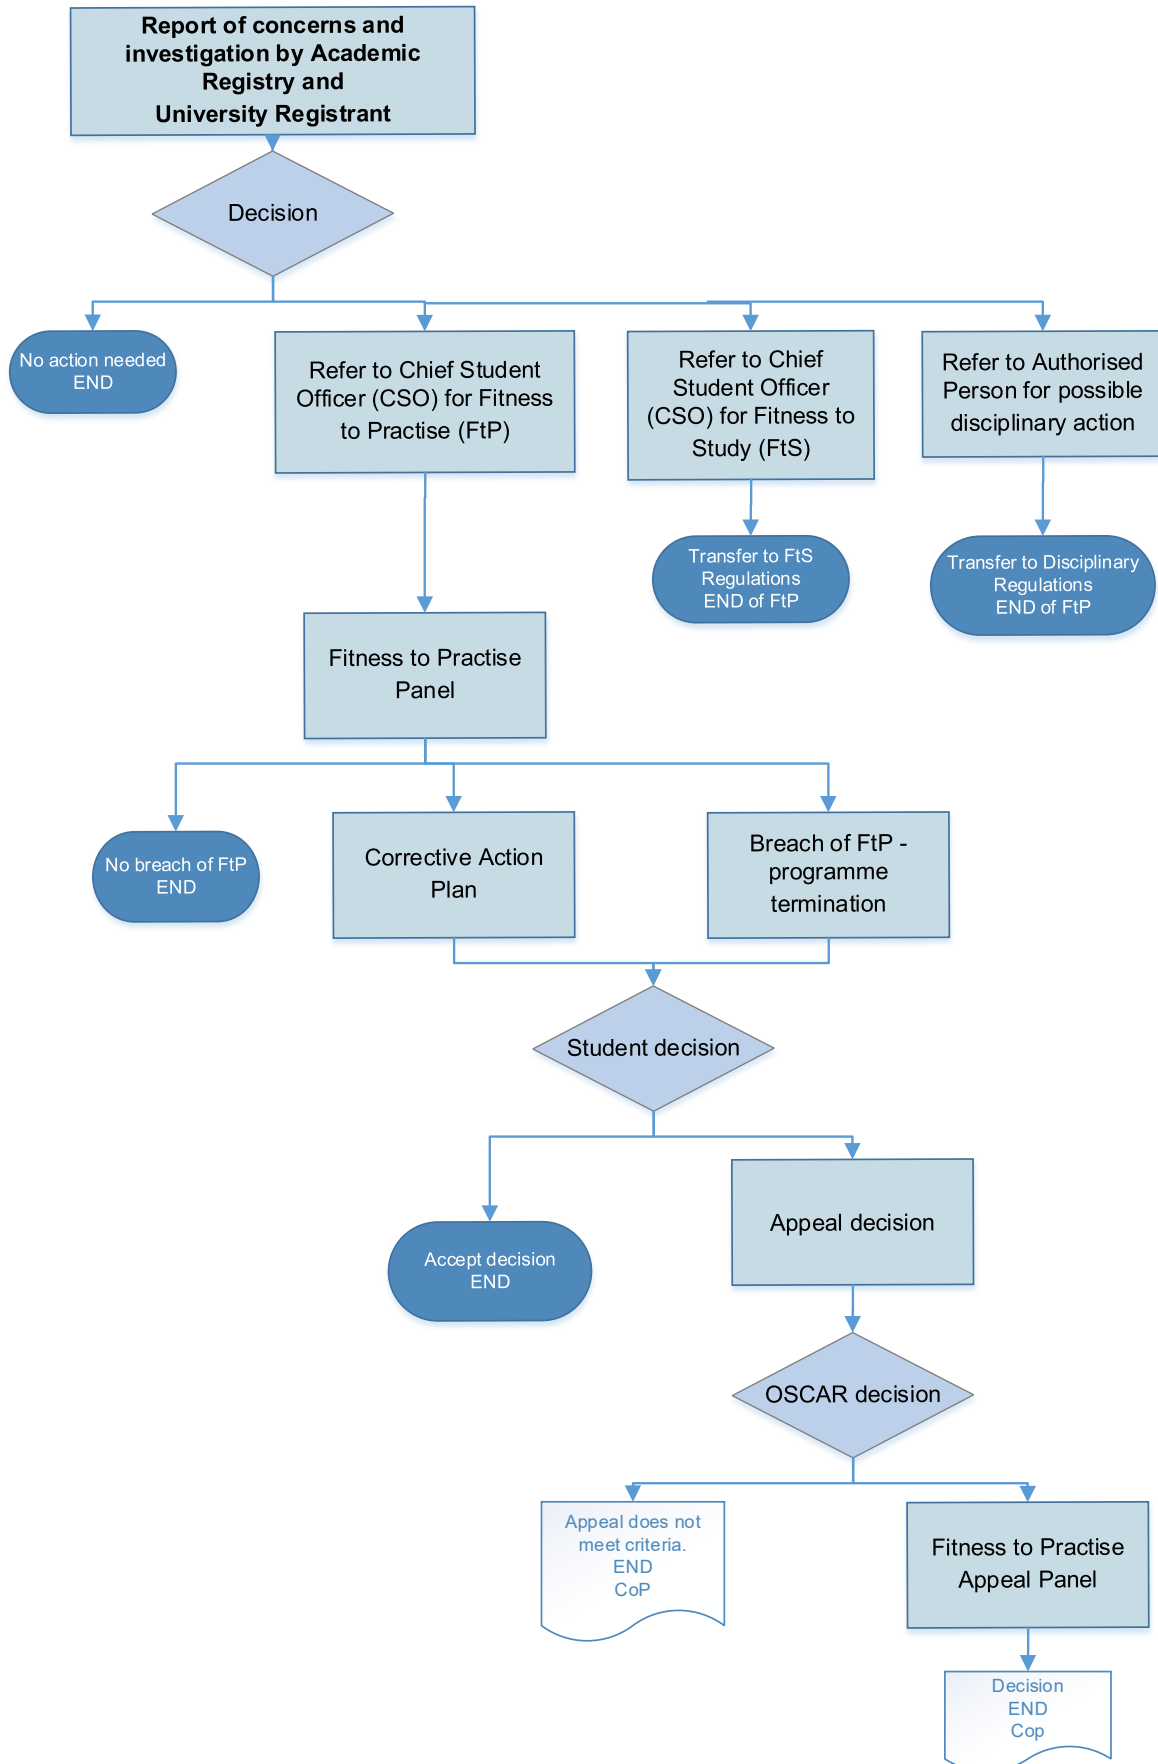 Report of concerns and
investigation by Academic
Registry and
University Registrant
Decision
No action needed
END
Refer to Chief Student
Officer (CSO) for Fitness
to Practise (FtP)
Refer to Chief
Student Officer
(CSO) for Fitness to
Study (FtS)
Refer to Authorised
Person for possible
disciplinary action
Transfer to FtS
Regulations
END of FtP
Transfer to Disciplinary
Regulations
END of FtP
Fitness to Practise
Panel
No breach of FtP
END
Corrective Action
Plan
Breach of FtP -
programme
termination
Student decision
Accept decision
END
Appeal decision
OSCAR decision
Appeal does not
meet criteria.
END
CoP
Fitness to Practise
Appeal Panel
Decision
END
Cop